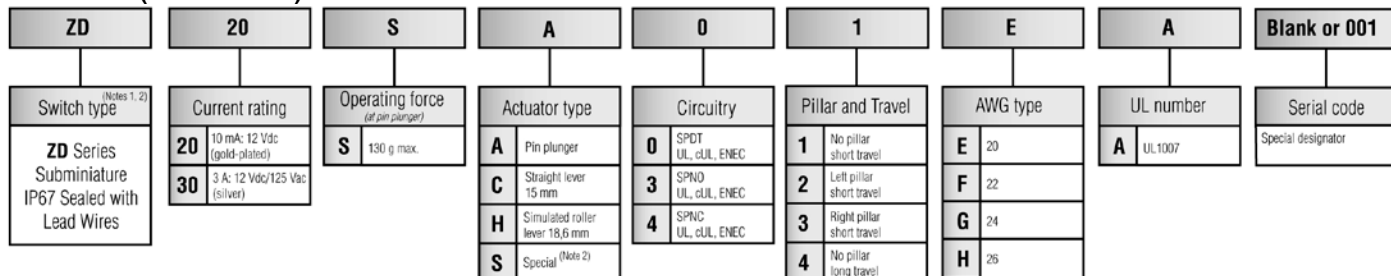 ZD 20 S A 0 1 E A Blank or 001
Switch type (Notes 1, 2)
ZD Series
Subminiature
IP67 Sealed with
Lead Wires
Current rating
20 10 mA: 12 Vdc
(gold-plated)
30 3 A: 12 Vdc/125 Vac
(silver)
Operating force
(at pin plunger)
S 130 g max.
Actuator type
A Pin plunger
C Straight lever
15 mm
H Simulated roller
lever 18,6 mm
S Special (Note 2)
Circuitry
0 SPDT
UL, cUL, ENEC
3 SPNO
UL, cUL, ENEC
4 SPNC
UL, cUL, ENEC
Pillar and Travel
1 No pillar
short travel
2 Left pillar
short travel
3 Right pillar
short travel
4 No pillar
long travel
AWG type
E 20
F 22
G 24
H 26
UL number
A UL1007
Serial code
Special designator